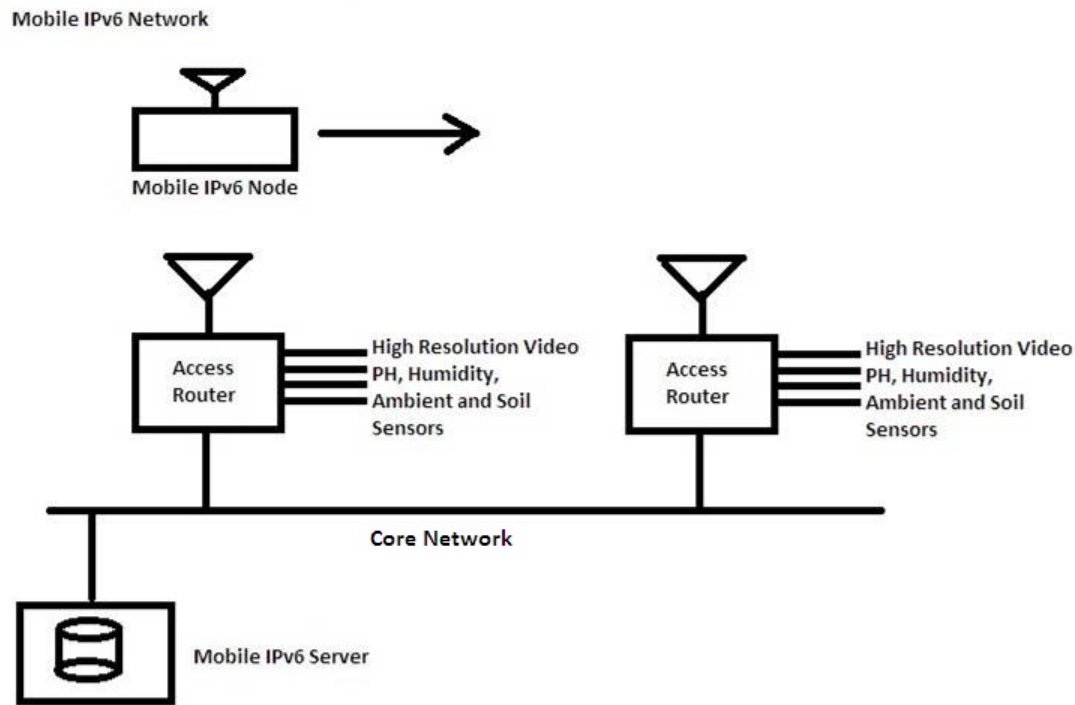 Mobile IPv6 Network
Mobile IPv6 Node
Access
Router
High Resolution Video
PH, Humidity,
Ambient and Soil
Sensors
Access
Router
High Resolution Video
PH, Humidity,
Ambient and Soil
Sensors
Core Network
Mobile IPv6 Server